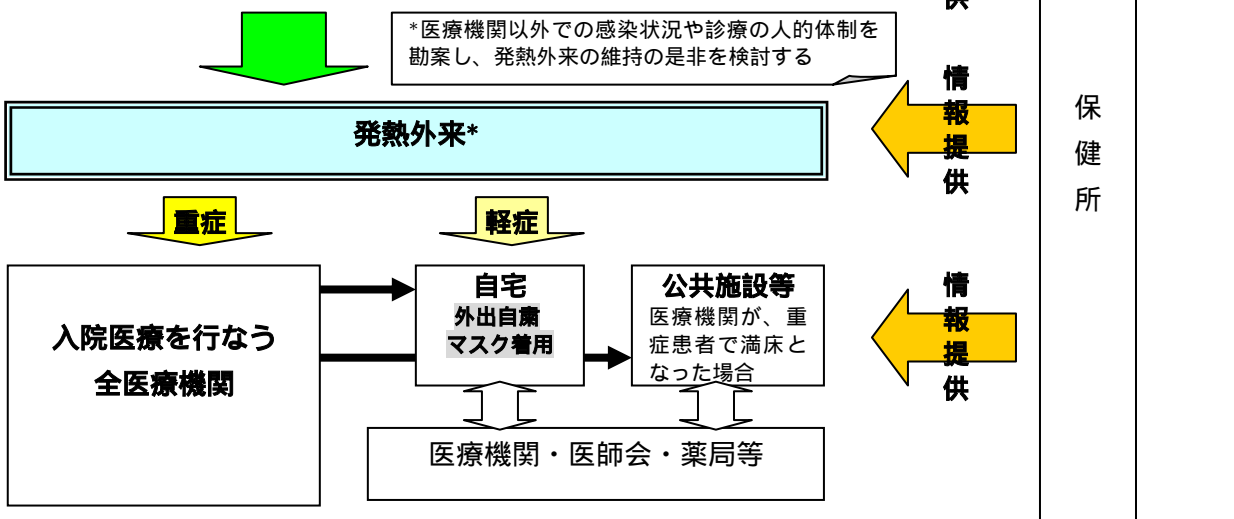 供
*医療機関以外での感染状況や診療の人的体制を
勘案し、発熱外来の維持の是非を検討する
発熱外来*
情報提供
保健所
重症
軽症
入院医療を行なう
全医療機関
自宅
外出自粛
マスク着用
公共施設等
医療機関が、重
症患者で満床と
なった場合
情報提供
医療機関・医師会・薬局等